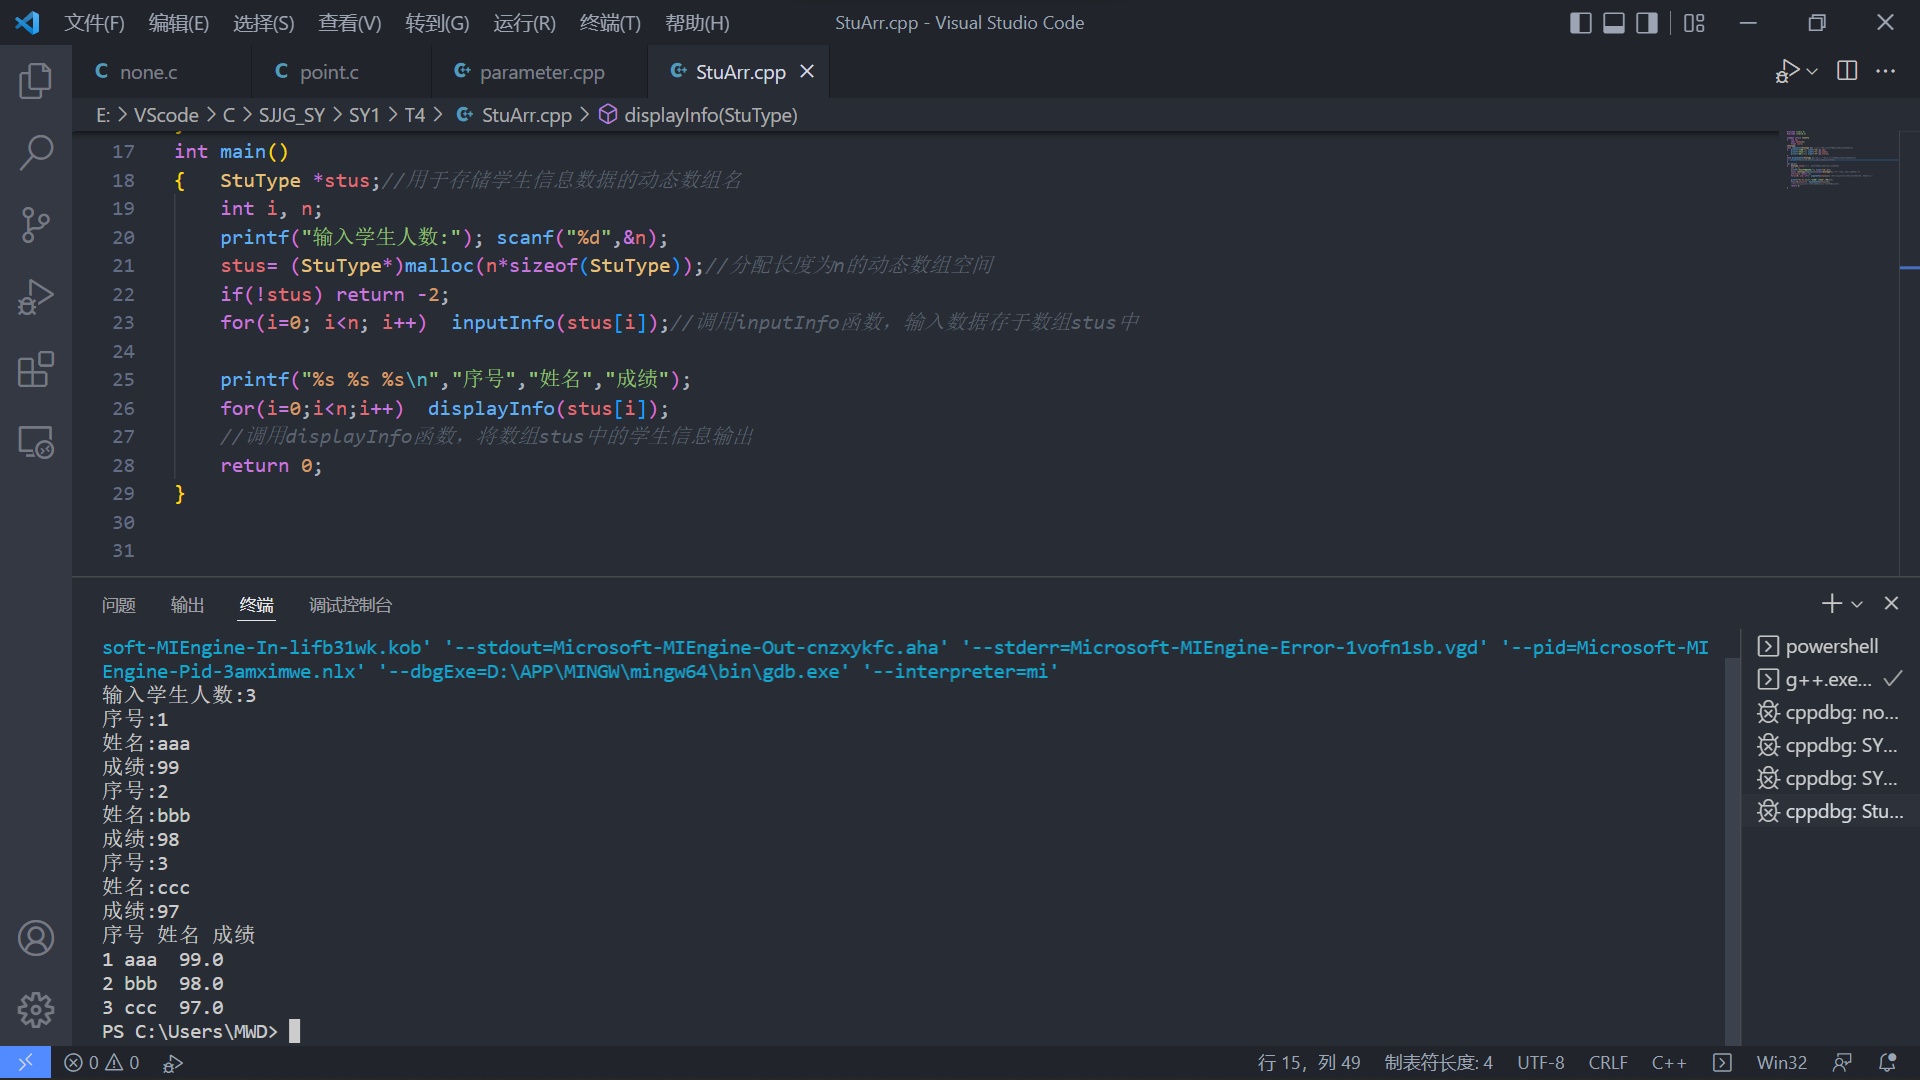 文件(F) 编辑(E) 选择(S) 查看(V) 转到(G) 运行(R) 终端(T) 帮助(H) StuArr.cpp - Visual Studio Code
none.c point.c parameter.cpp StuArr.cpp
E: > VScode > C > SJJG_SY > SY1 > T4 > StuArr.cpp > displayInfo(StuType)
17 int main()
18 { StuType *stus;//用于存储学生信息数据的动态数组名
19 int i, n;
20 printf("输入学生人数:"); scanf("%d",&n);
21 stus= (StuType*)malloc(n*sizeof(StuType));//分配长度为n的动态数组空间
22 if(!stus) return -2;
23 for(i=0; i<n; i++) inputInfo(stus[i]);//调用inputInfo函数，输入数据存于数组stus中
24
25 printf("%s %s %s\n","序号","姓名","成绩");
26 for(i=0;i<n;i++) displayInfo(stus[i]);
27 //调用displayInfo函数，将数组stus中的学生信息输出
28 return 0;
29 }
30
31
问题 输出 终端 调试控制台
soft-MIEngine-In-lifb31wk.kob' '--stdout=Microsoft-MIEngine-Out-cnzxykfc.aha' '--stderr=Microsoft-MIEngine-Error-1vofn1sb.vgd' '--pid=Microsoft-MI
Engine-Pid-3amximwe.nlx' '--dbgExe=D:\APP\MINGW\mingw64\bin\gdb.exe' '--interpreter=mi'
输入学生人数:3
序号:1
姓名:aaa
成绩:99
序号:2
姓名:bbb
成绩:98
序号:3
姓名:ccc
成绩:97
序号 姓名 成绩
1 aaa 99.0
2 bbb 98.0
3 ccc 97.0
PS C:\Users\MWD>
powershell
g++.exe...
cppdbg: no...
cppdbg: SY...
cppdbg: SY...
cppdbg: Stu...
0 0 行 15，列 49 制表符长度: 4 UTF-8 CRLF C++ Win32